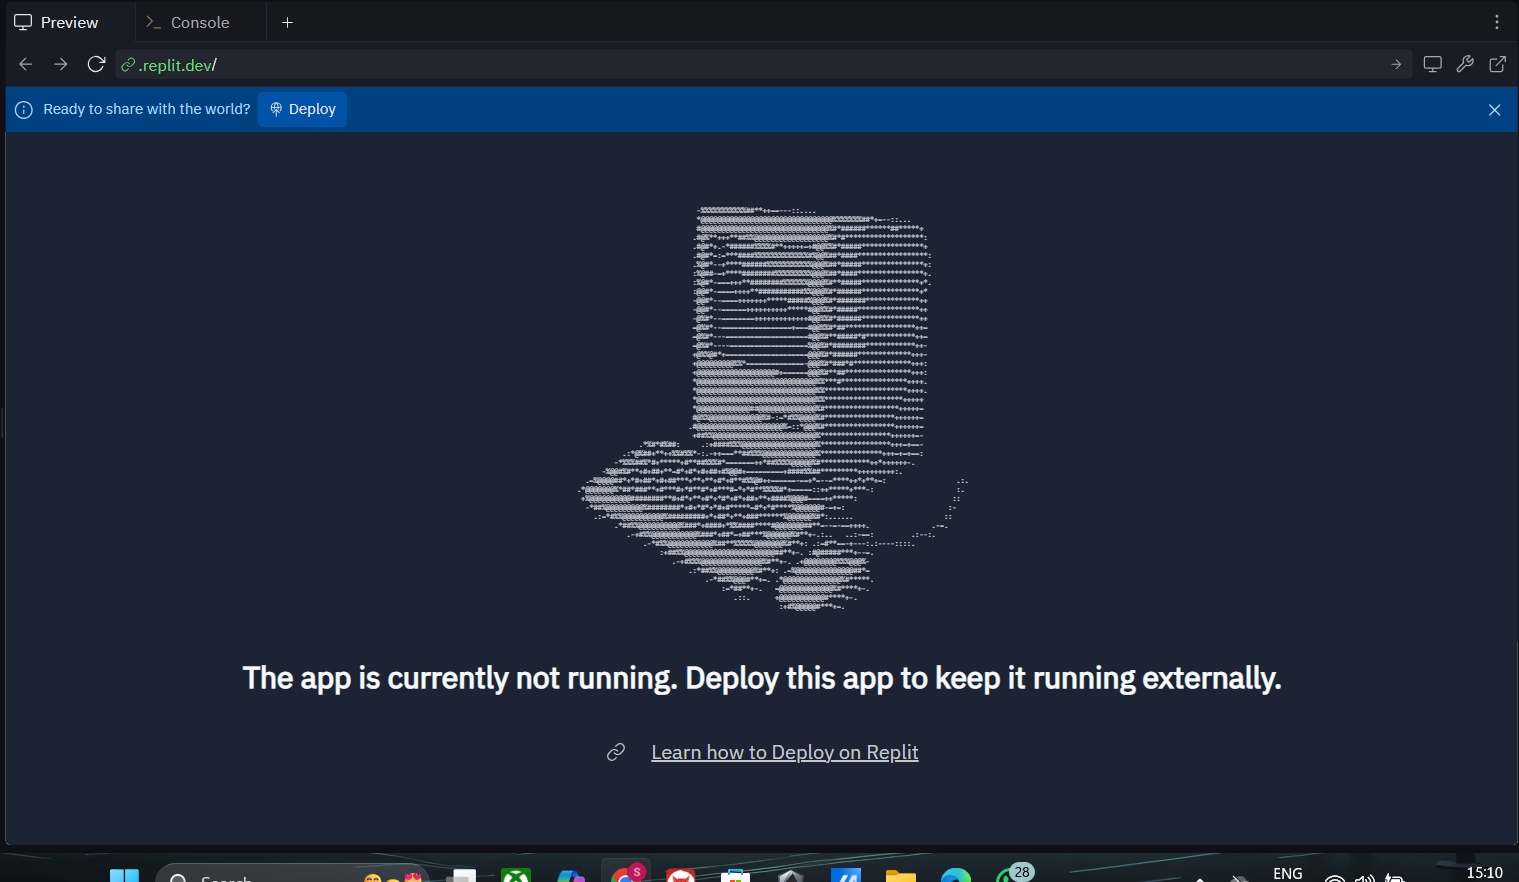 Preview
Console
.replit.dev/
Ready to share with the world?
Deploy
The app is currently not running. Deploy this app to keep it running externally.
Learn how to Deploy on Replit
Search
S
28
ENG
15:10